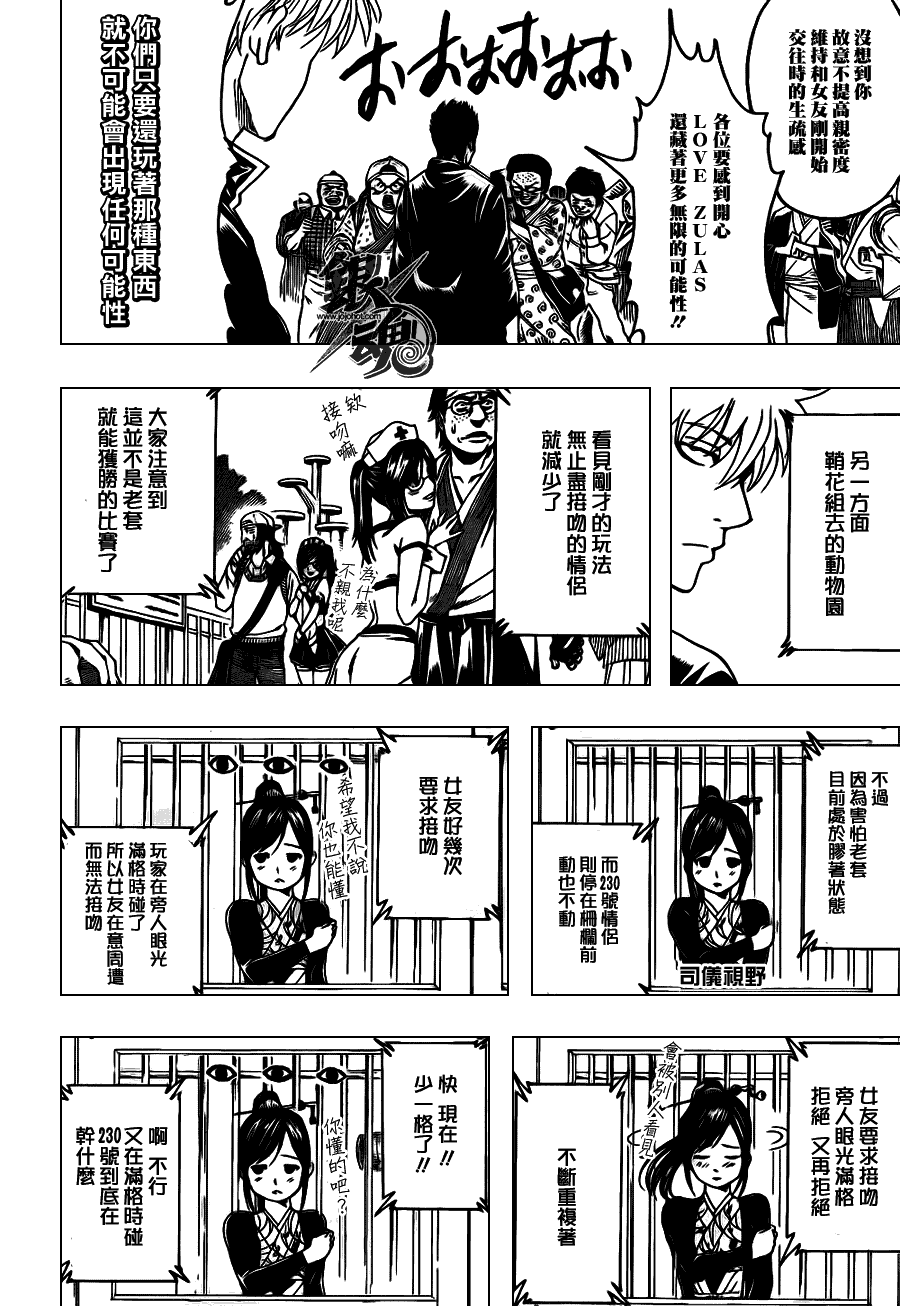 沒想到你
故意不提高親密度
維持和女友剛開始
交往時的生疏感
各位要感到開心
LOVE ZULAS
還藏著更多無限的可能性!!
おおおおおお
你們只要還玩著那種東西
就不可能會出現任何可能性
銀魂
www.jojohot.com
另一方面
鞘花組去的動物園
看見剛才的玩法
無止盡接吻的情侶
就減少了
欸
接吻嘛
為什麼
不親我呢
大家注意到
這並不是老套
就能獲勝的比賽了
不過
因為害怕老套
目前處於膠著狀態
而230號情侶
則停在柵欄前
動也不動
司儀視野
女友好幾次
要求接吻
希望我不說
你也能懂
玩家在旁人眼光
滿格時碰了
所以女友在意周遭
而無法接吻
女友要求接吻
旁人眼光滿格
拒絕 又再拒絕
會被別人看見
不斷重複著
快 現在!!
少一格了!!
你懂的吧?
啊 不行
又在滿格時碰
230號到底在
幹什麼